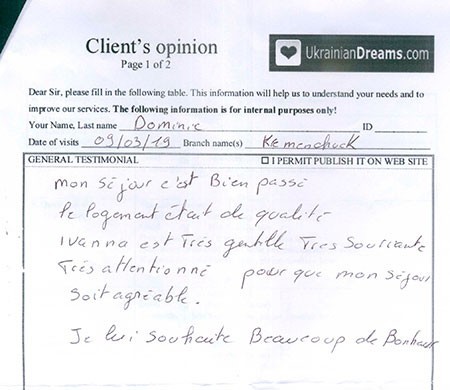 Client's opinion
Page 1 of 2
UkrainianDreams.com
Dear Sir, please fill in the following table. This information will help us to understand your needs and to
improve our services. The following information is for internal purposes only!
Your Name, Last name Dominic ID
Date of visits 09/03/19 Branch name(s) Kremenchuck
GENERAL TESTIMONIAL ☐ I PERMIT PUBLISH IT ON WEB SITE
mon séjour c'est Bien passé
Le logement était de qualité
Ivanna est Très gentille Très Souriante
Très attentionné pour que mon séjour
Soit agréable.
Je lui souhaite Beaucoup de Bonheur